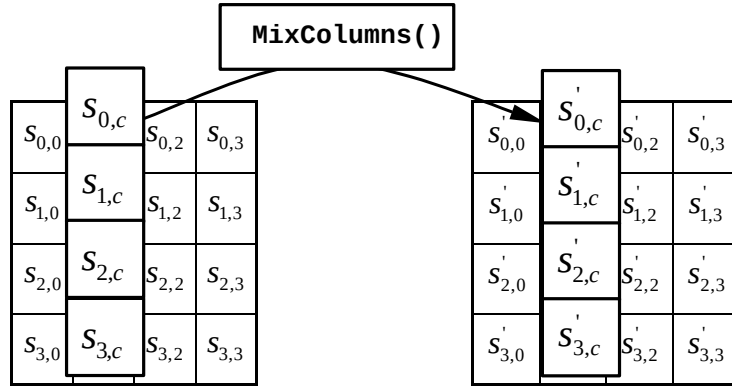 MixColumns()
s0,c s'0,c
s0,0 s0,2 s0,3 s'0,0 s'0,2 s'0,3
s1,c s'1,c
s1,0 s1,2 s1,3 s'1,0 s'1,2 s'1,3
s2,c s'2,c
s2,0 s2,2 s2,3 s'2,0 s'2,2 s'2,3
s3,c s'3,c
s3,0 s3,2 s3,3 s'3,0 s'3,2 s'3,3